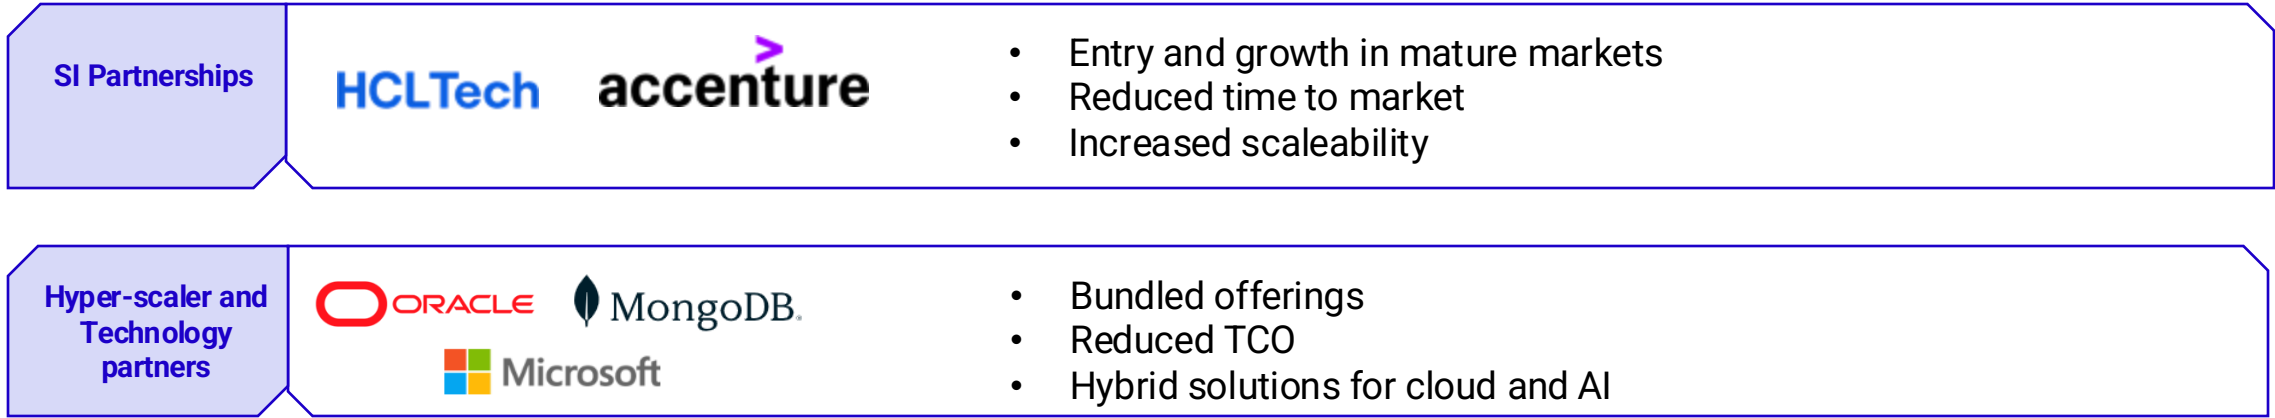 SI Partnerships
HCLTech
accenture
• Entry and growth in mature markets
• Reduced time to market
• Increased scaleability
Hyper-scaler and
Technology
partners
ORACLE
MongoDB.
Microsoft
• Bundled offerings
• Reduced TCO
• Hybrid solutions for cloud and AI